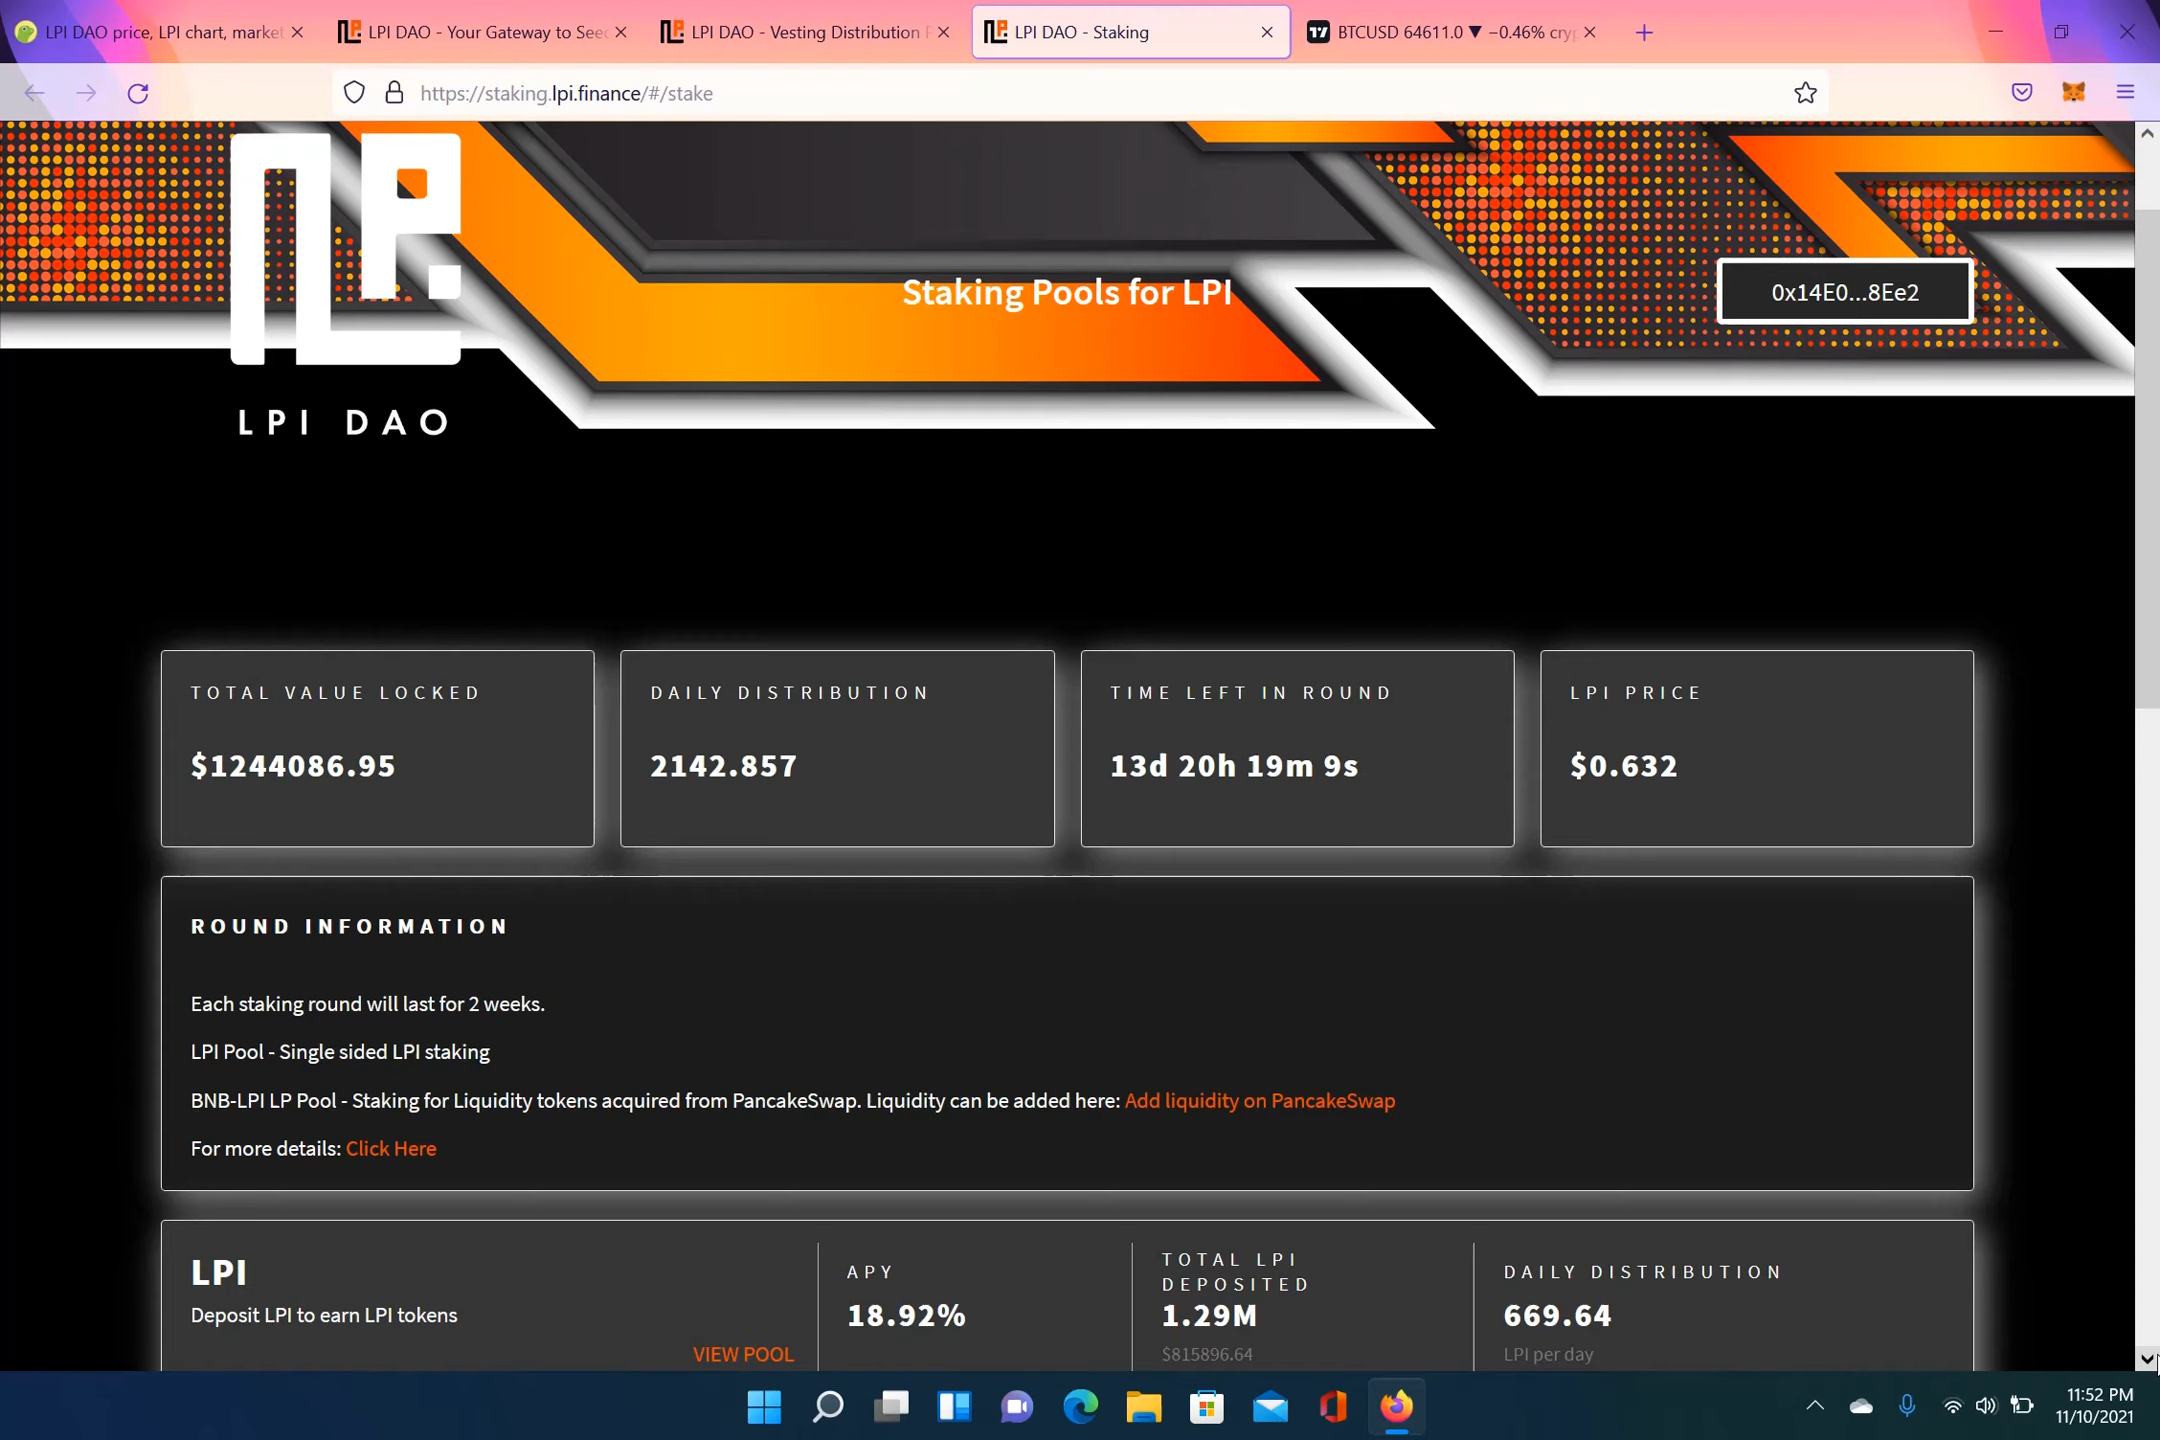 LPI DAO price, LPI chart, market
LPI DAO - Your Gateway to Seed
LPI DAO - Vesting Distribution
LPI DAO - Staking
BTCUSD 64611.0 ▼ −0.46% cryp
https://staking.lpi.finance/#/stake
Staking Pools for LPI
0x14E0...8Ee2
LPI DAO
TOTAL VALUE LOCKED
$1244086.95
DAILY DISTRIBUTION
2142.857
TIME LEFT IN ROUND
13d 20h 19m 9s
LPI PRICE
$0.632
ROUND INFORMATION
Each staking round will last for 2 weeks.
LPI Pool - Single sided LPI staking
BNB-LPI LP Pool - Staking for Liquidity tokens acquired from PancakeSwap. Liquidity can be added here: Add liquidity on PancakeSwap
For more details: Click Here
LPI
Deposit LPI to earn LPI tokens
VIEW POOL
APY
18.92%
TOTAL LPI
DEPOSITED
1.29M
$815896.64
DAILY DISTRIBUTION
669.64
LPI per day
11:52 PM
11/10/2021